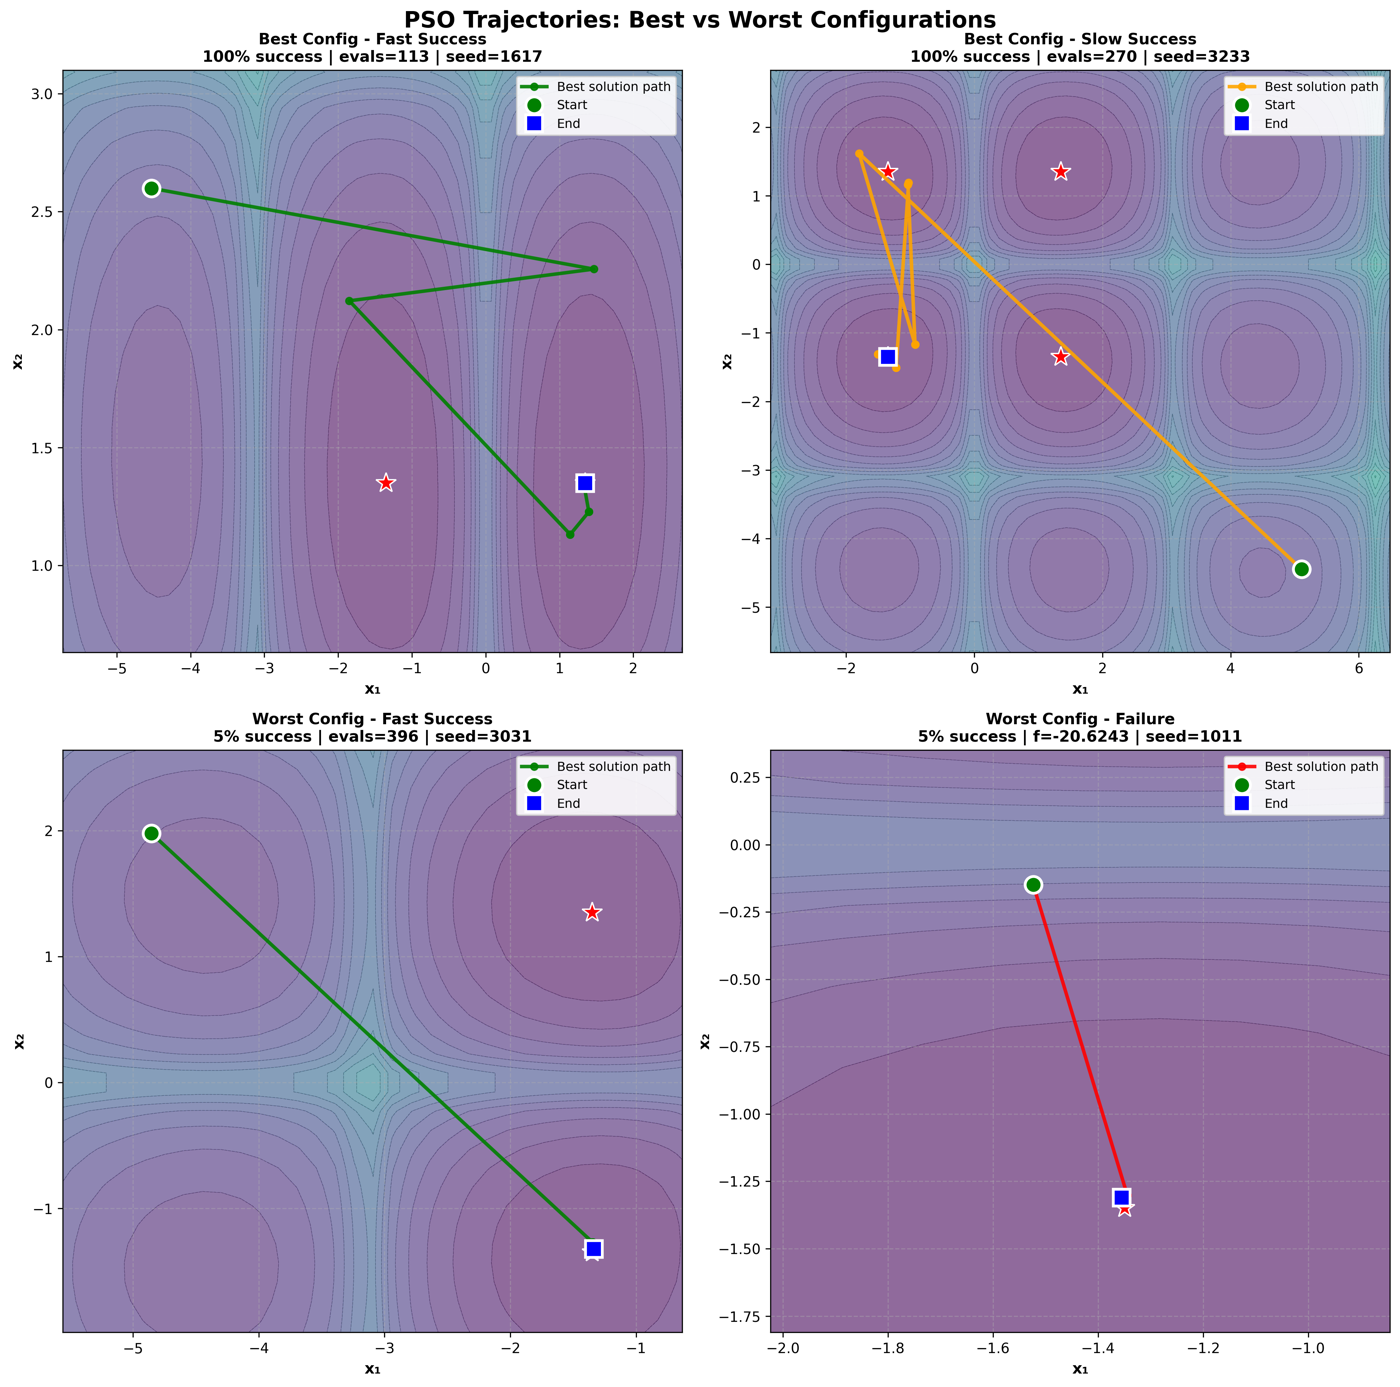 PSO Trajectories: Best vs Worst Configurations
Best Config - Fast Success
100% success | evals=113 | seed=1617
Best solution path
Start
End
3.0
2.5
2.0
1.5
1.0
x₂
−5
−4
−3
−2
−1
0
1
2
x₁
Best Config - Slow Success
100% success | evals=270 | seed=3233
Best solution path
Start
End
2
1
0
−1
−2
−3
−4
−5
x₂
−2
0
2
4
6
x₁
Worst Config - Fast Success
5% success | evals=396 | seed=3031
Best solution path
Start
End
2
1
0
−1
x₂
−5
−4
−3
−2
−1
x₁
Worst Config - Failure
5% success | f=-20.6243 | seed=1011
Best solution path
Start
End
0.25
0.00
−0.25
−0.50
−0.75
−1.00
−1.25
−1.50
−1.75
x₂
−2.0
−1.8
−1.6
−1.4
−1.2
−1.0
x₁